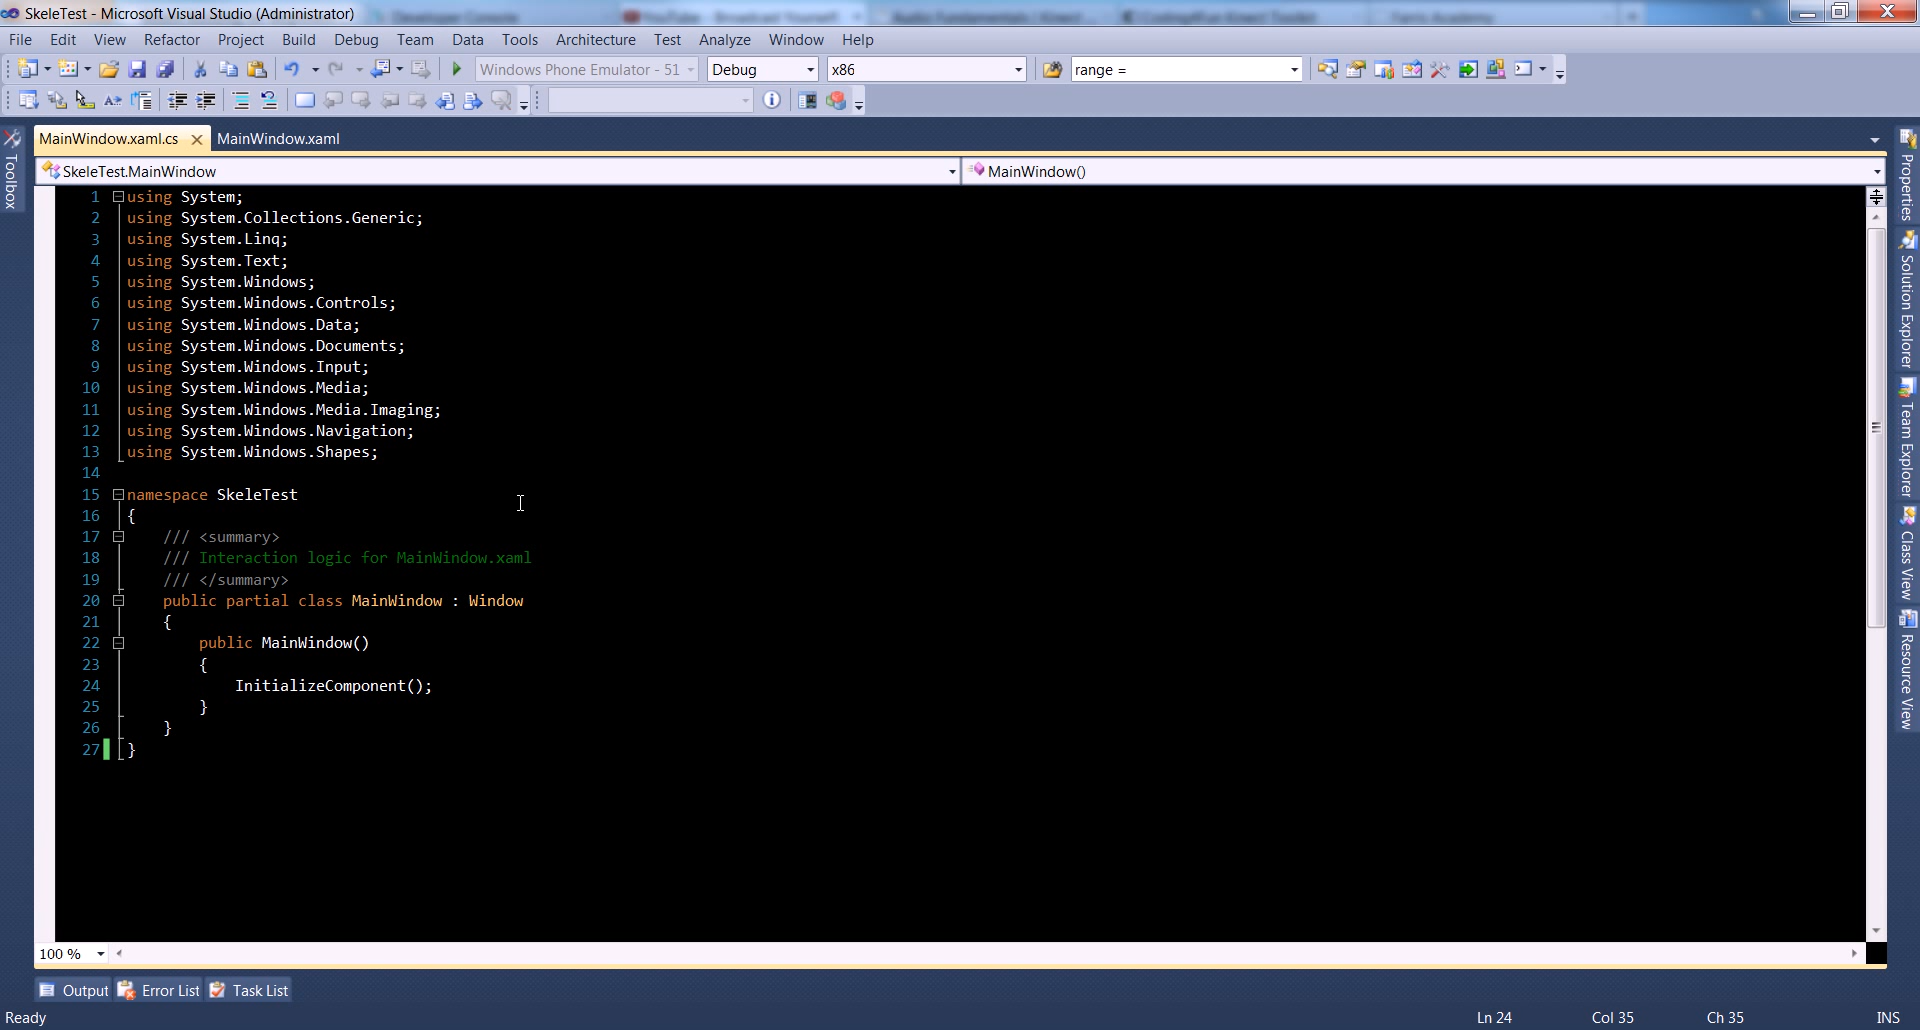 SkeleTest - Microsoft Visual Studio (Administrator)
File Edit View Refactor Project Build Debug Team Data Tools Architecture Test Analyze Window Help
Windows Phone Emulator - 51 Debug x86 range =
MainWindow.xaml.cs MainWindow.xaml
SkeleTest.MainWindow MainWindow()
1 using System;
2 using System.Collections.Generic;
3 using System.Linq;
4 using System.Text;
5 using System.Windows;
6 using System.Windows.Controls;
7 using System.Windows.Data;
8 using System.Windows.Documents;
9 using System.Windows.Input;
10 using System.Windows.Media;
11 using System.Windows.Media.Imaging;
12 using System.Windows.Navigation;
13 using System.Windows.Shapes;
14
15 namespace SkeleTest
16 {
17 /// <summary>
18 /// Interaction logic for MainWindow.xaml
19 /// </summary>
20 public partial class MainWindow : Window
21 {
22 public MainWindow()
23 {
24 InitializeComponent();
25 }
26 }
27 }
100 %
Toolbox
Properties
Solution Explorer
Team Explorer
Class View
Resource View
Output Error List Task List
Ready Ln 24 Col 35 Ch 35 INS